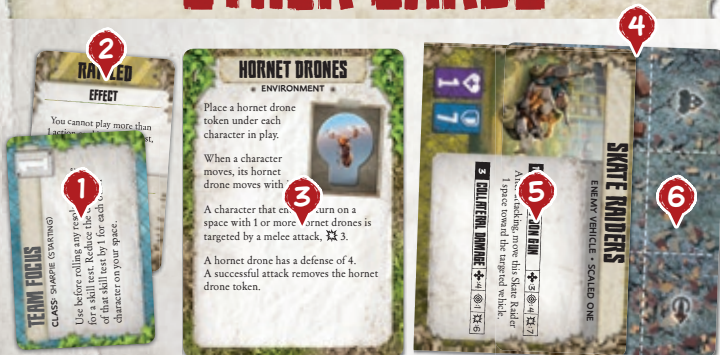 OTHER CARDS
2
4
RATTLED
EFFECT
You cannot play more than
1 action
1
TEAM FOCUS
CLASS: SHARPIE (STARTING)
Use before rolling any
for a skill test. Reduce the
of that skill test by 1 for each
character on your space.
HORNET DRONES
ENVIRONMENT
Place a hornet drone
token under each
character in play.
When a character
moves, its hornet
drone moves with
3
A character that turn on a
space with 1 or more hornet drones is
targeted by a melee attack, 3.
A hornet drone has a defense of 4.
A successful attack removes the hornet
drone token.
1
7
SKATE RAIDERS
ENEMY VEHICLE • SCALED ONE
5
GUN 3 4 7
attacking, move this Skate Raider
1 space toward the targeted vehicle.
3 COLLATERAL DAMAGE 4 1 6
6